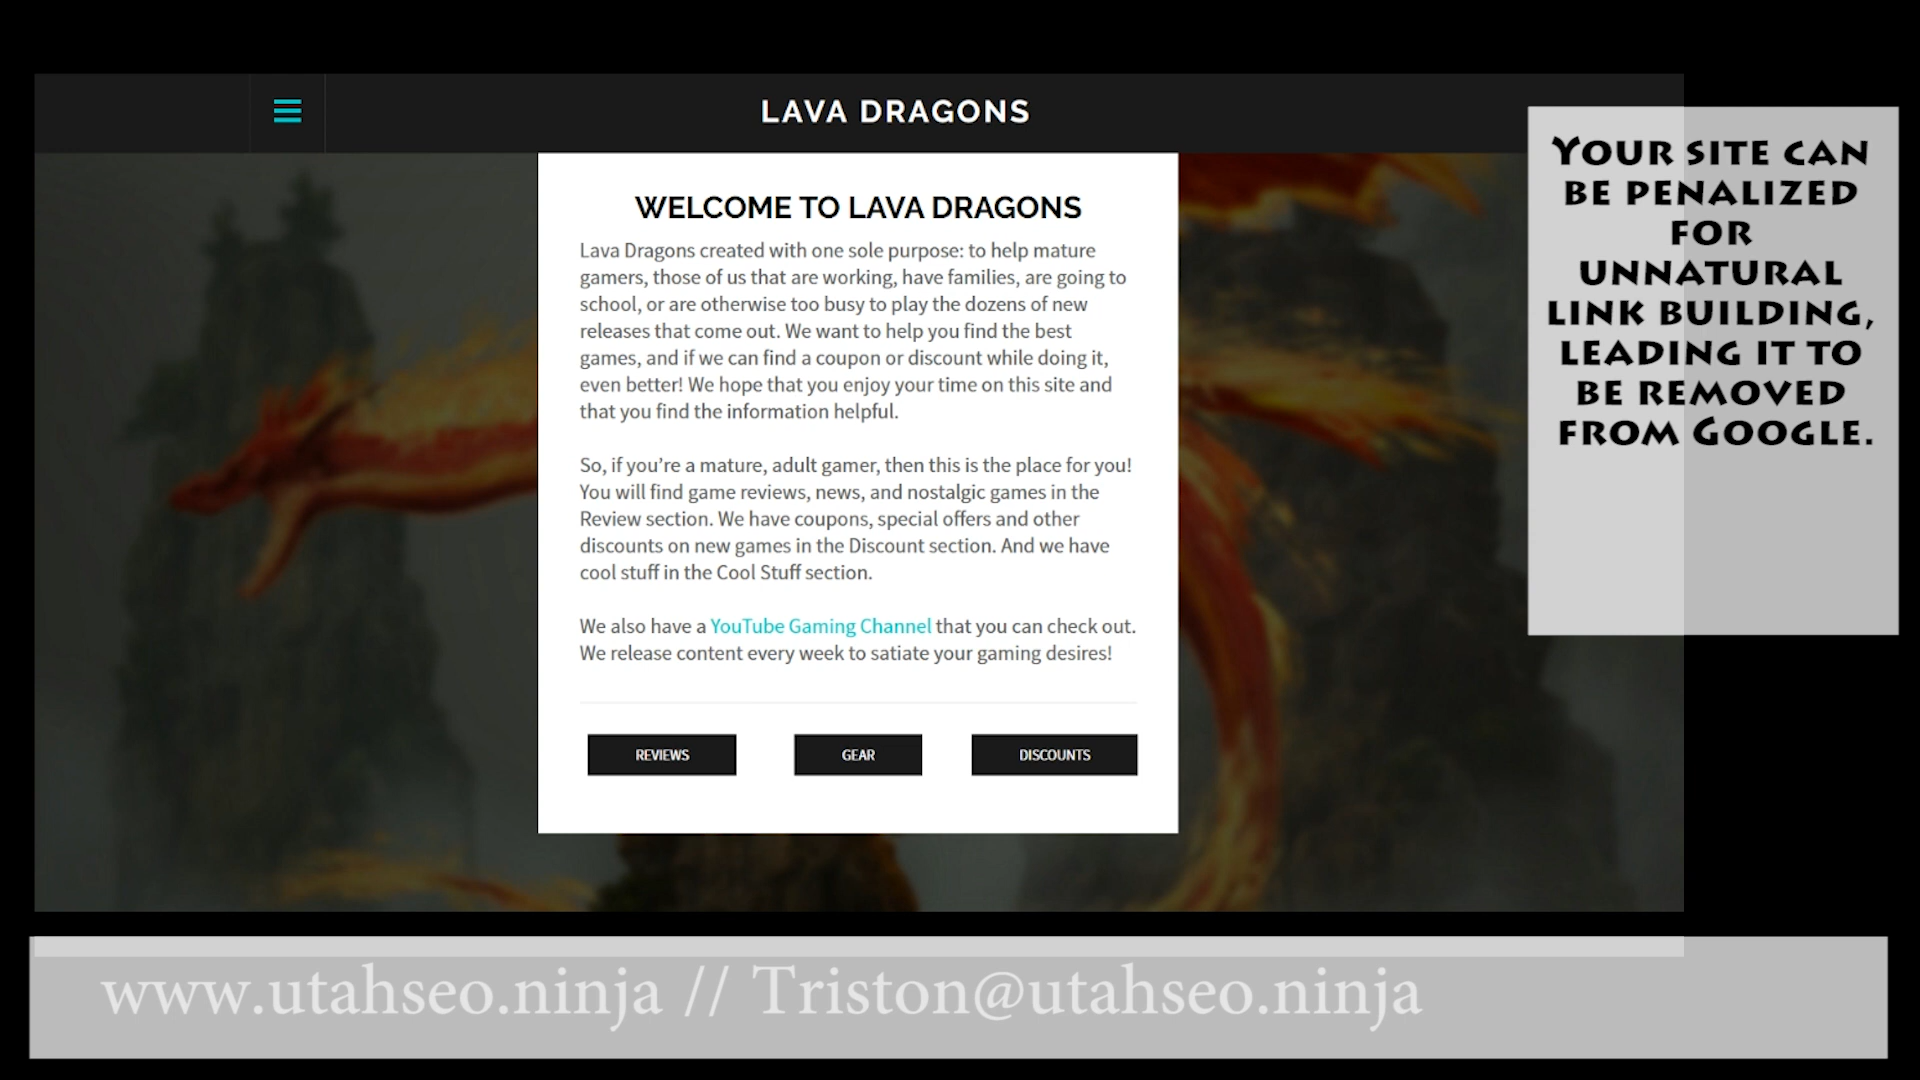 LAVA DRAGONS
WELCOME TO LAVA DRAGONS
Lava Dragons created with one sole purpose: to help mature
gamers, those of us that are working, have families, are going to
school, or are otherwise too busy to play the dozens of new
releases that come out. We want to help you find the best
games, and if we can find a coupon or discount while doing it,
even better! We hope that you enjoy your time on this site and
that you find the information helpful.
So, if you’re a mature, adult gamer, then this is the place for you!
You will find game reviews, news, and nostalgic games in the
Review section. We have coupons, special offers and other
discounts on new games in the Discount section. And we have
cool stuff in the Cool Stuff section.
We also have a YouTube Gaming Channel that you can check out.
We release content every week to satiate your gaming desires!
REVIEWS
GEAR
DISCOUNTS
Your site can
be penalized
for
unnatural
link building,
leading it to
be removed
from Google.
www.utahseo.ninja // Triston@utahseo.ninja